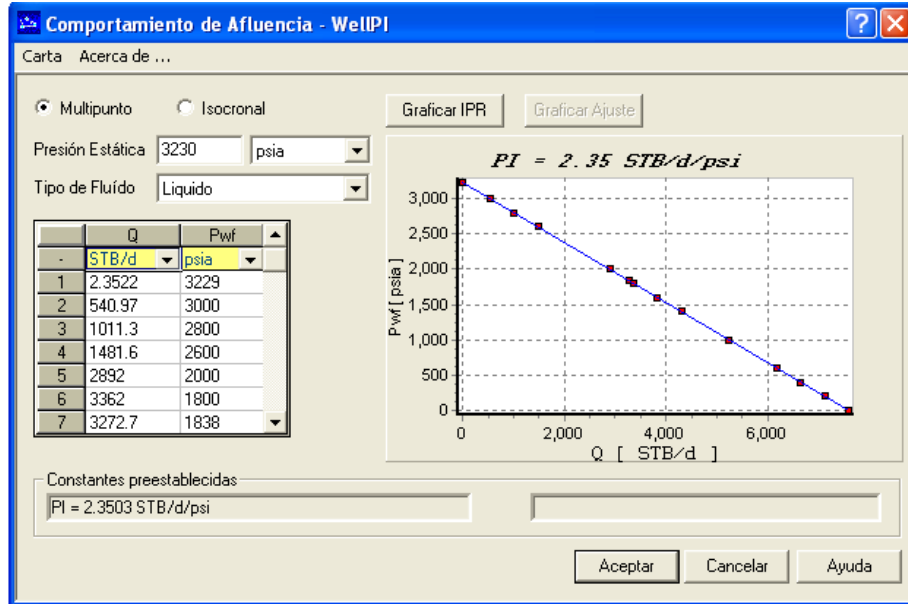 Comportamiento de Afluencia - WellPI
Carta Acerca de ...
Multipunto Isocronal
Graficar IPR Graficar Ajuste
Presión Estática 3230 psia
Tipo de Fluído Liquido
Q Pwf
- STB/d psia
1 2.3522 3229
2 540.97 3000
3 1011.3 2800
4 1481.6 2600
5 2892 2000
6 3362 1800
7 3272.7 1838
PI = 2.35 STB/d/psi
Pwf[psia]
3,000
2,500
2,000
1,500
1,000
500
0
0 2,000 4,000 6,000
Q [ STB/d ]
Constantes preestablecidas
PI = 2.3503 STB/d/psi
Aceptar Cancelar Ayuda